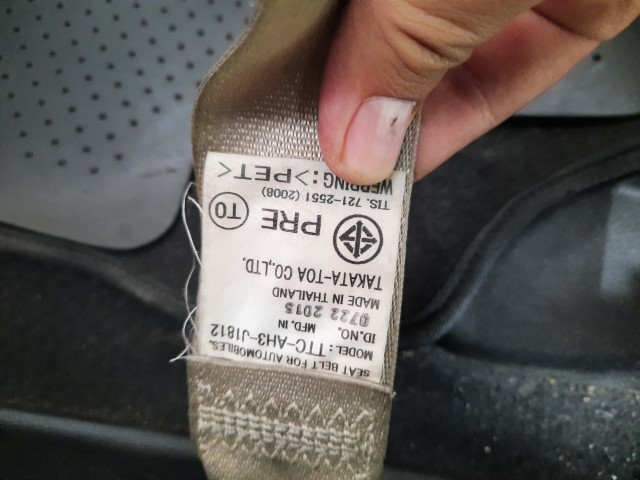 SEAT BELT FOR AUTOMOBILES.
MODEL : TTC-AH3-J1812
ID.NO. MFD. IN
0722 2015
MADE IN THAILAND
TAKATA-TOA CO.,LTD.
PRE TO
TIS. 721-2551 (2008)
WEBBING : >PET<